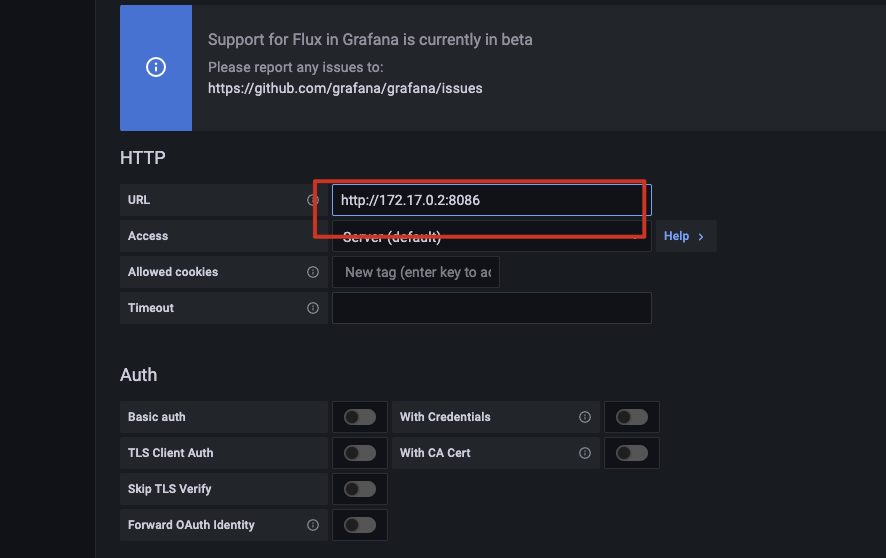 Support for Flux in Grafana is currently in beta
Please report any issues to:
https://github.com/grafana/grafana/issues
HTTP
URL http://172.17.0.2:8086
Access Server (default) Help
Allowed cookies New tag (enter key to ac
Timeout
Auth
Basic auth With Credentials
TLS Client Auth With CA Cert
Skip TLS Verify
Forward OAuth Identity